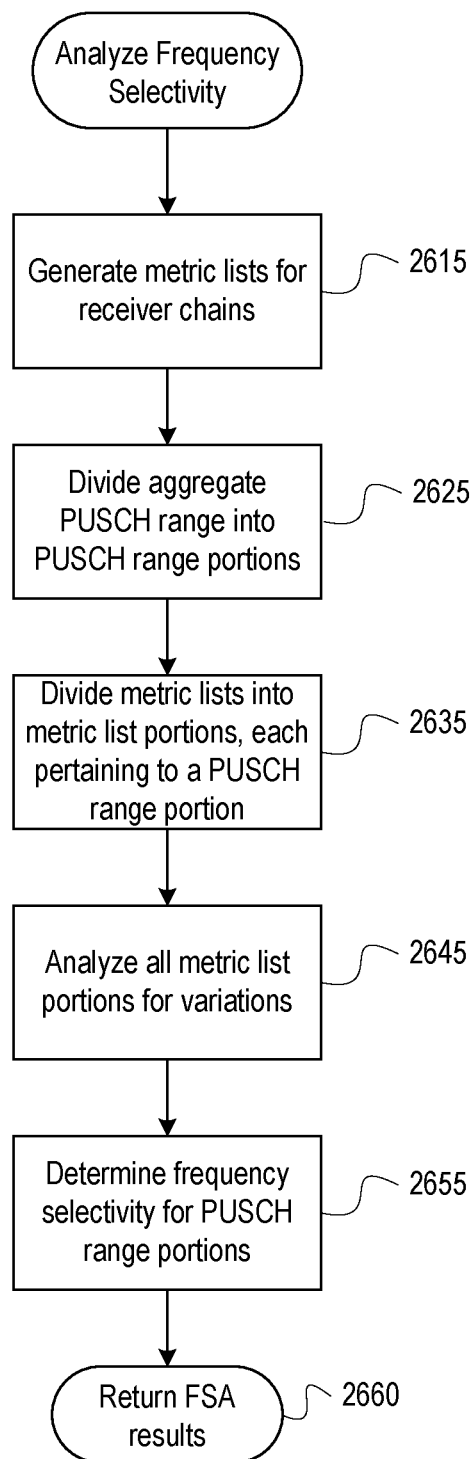 Analyze Frequency
Selectivity
Generate metric lists for
receiver chains
2615
Divide aggregate
PUSCH range into
PUSCH range portions
2625
Divide metric lists into
metric list portions, each
pertaining to a PUSCH
range portion
2635
Analyze all metric list
portions for variations
2645
Determine frequency
selectivity for PUSCH
range portions
2655
Return FSA
results
2660